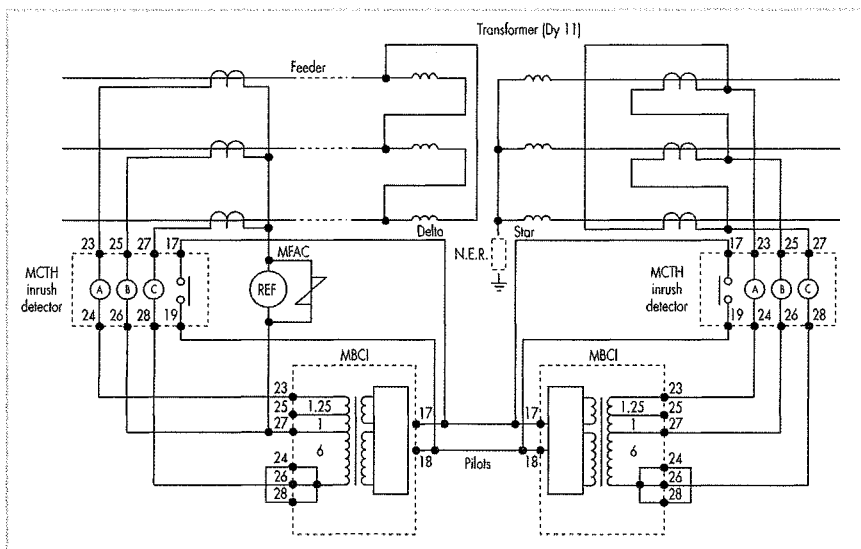 Transformer (Dy 11)
Feeder
Delta
Star
N.E.R.
23 25 27 17
MFAC
17 23 25 27
MCTH
inrush
detector
A B C
REF
MCTH
inrush
detector
A B C
24 26 28 19
19 24 26 28
MBCI
MBCI
23
25
27
1.25
1
6
24
26
28
17
18
Pilots
17
18
1.25
1
6
23
25
27
24
26
28